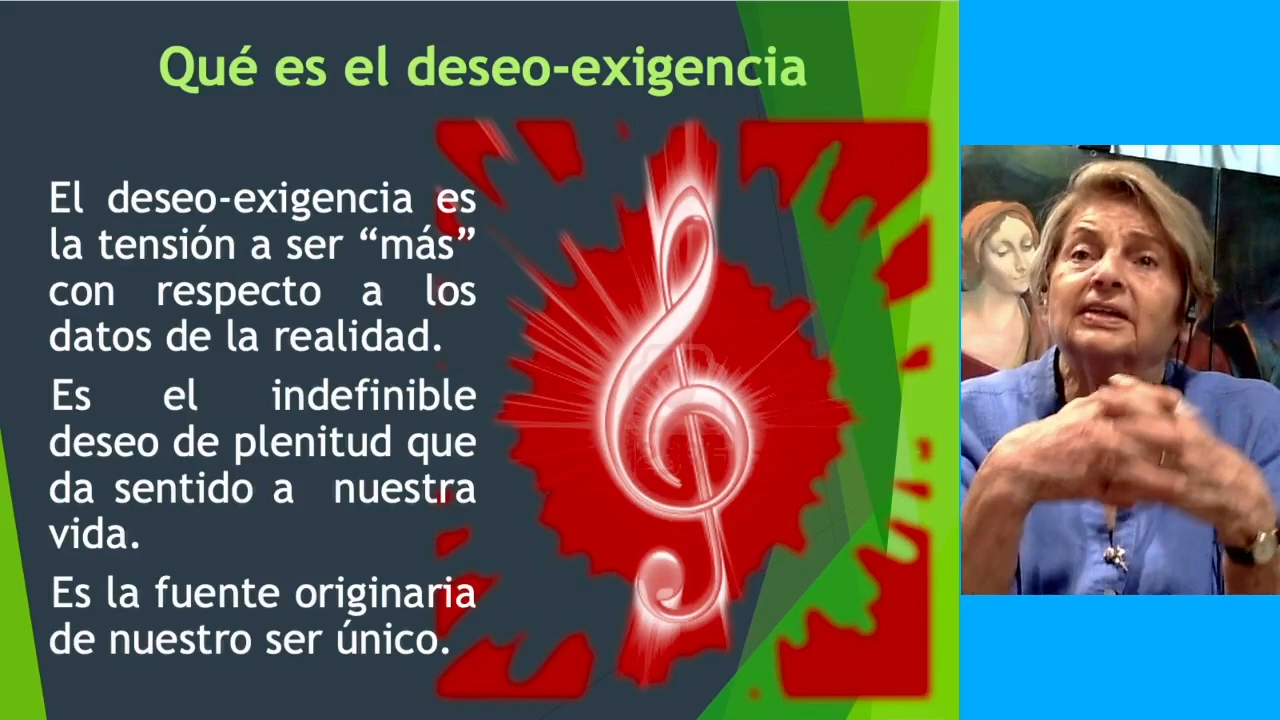 Qué es el deseo-exigencia
El deseo-exigencia es
la tensión a ser “más”
con respecto a los
datos de la realidad.
Es el indefinible
deseo de plenitud que
da sentido a nuestra
vida.
Es la fuente originaria
de nuestro ser único.